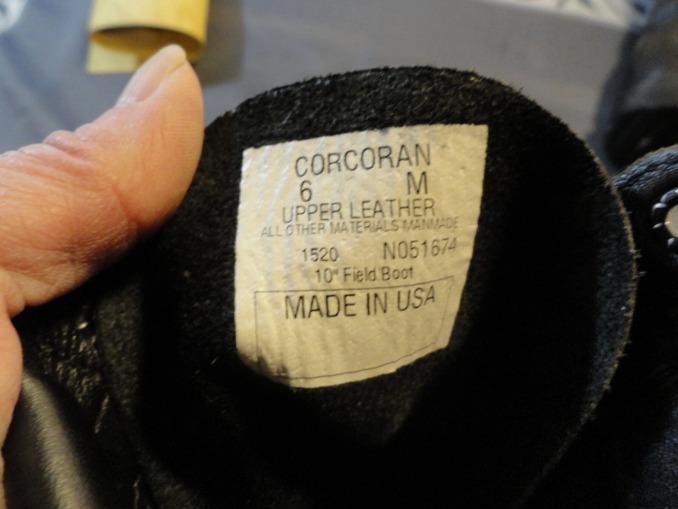 CORCORAN
6 M
UPPER LEATHER
ALL OTHER MATERIALS MANMADE
1520 N051674
10" Field Boot
MADE IN USA